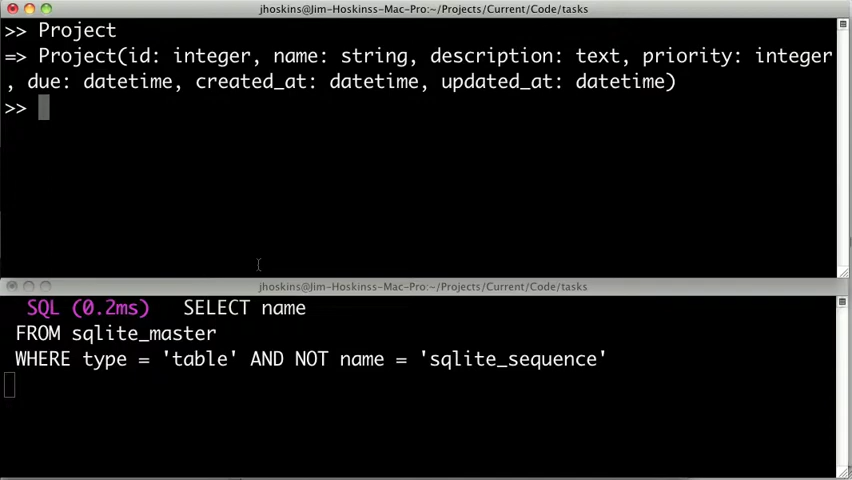 jhoskins@Jim-Hoskinss-Mac-Pro:~/Projects/Current/Code/tasks
>> Project
=> Project(id: integer, name: string, description: text, priority: integer
, due: datetime, created_at: datetime, updated_at: datetime)
>>
jhoskins@Jim-Hoskinss-Mac-Pro:~/Projects/Current/Code/tasks
SQL (0.2ms)   SELECT name
FROM sqlite_master
WHERE type = 'table' AND NOT name = 'sqlite_sequence'